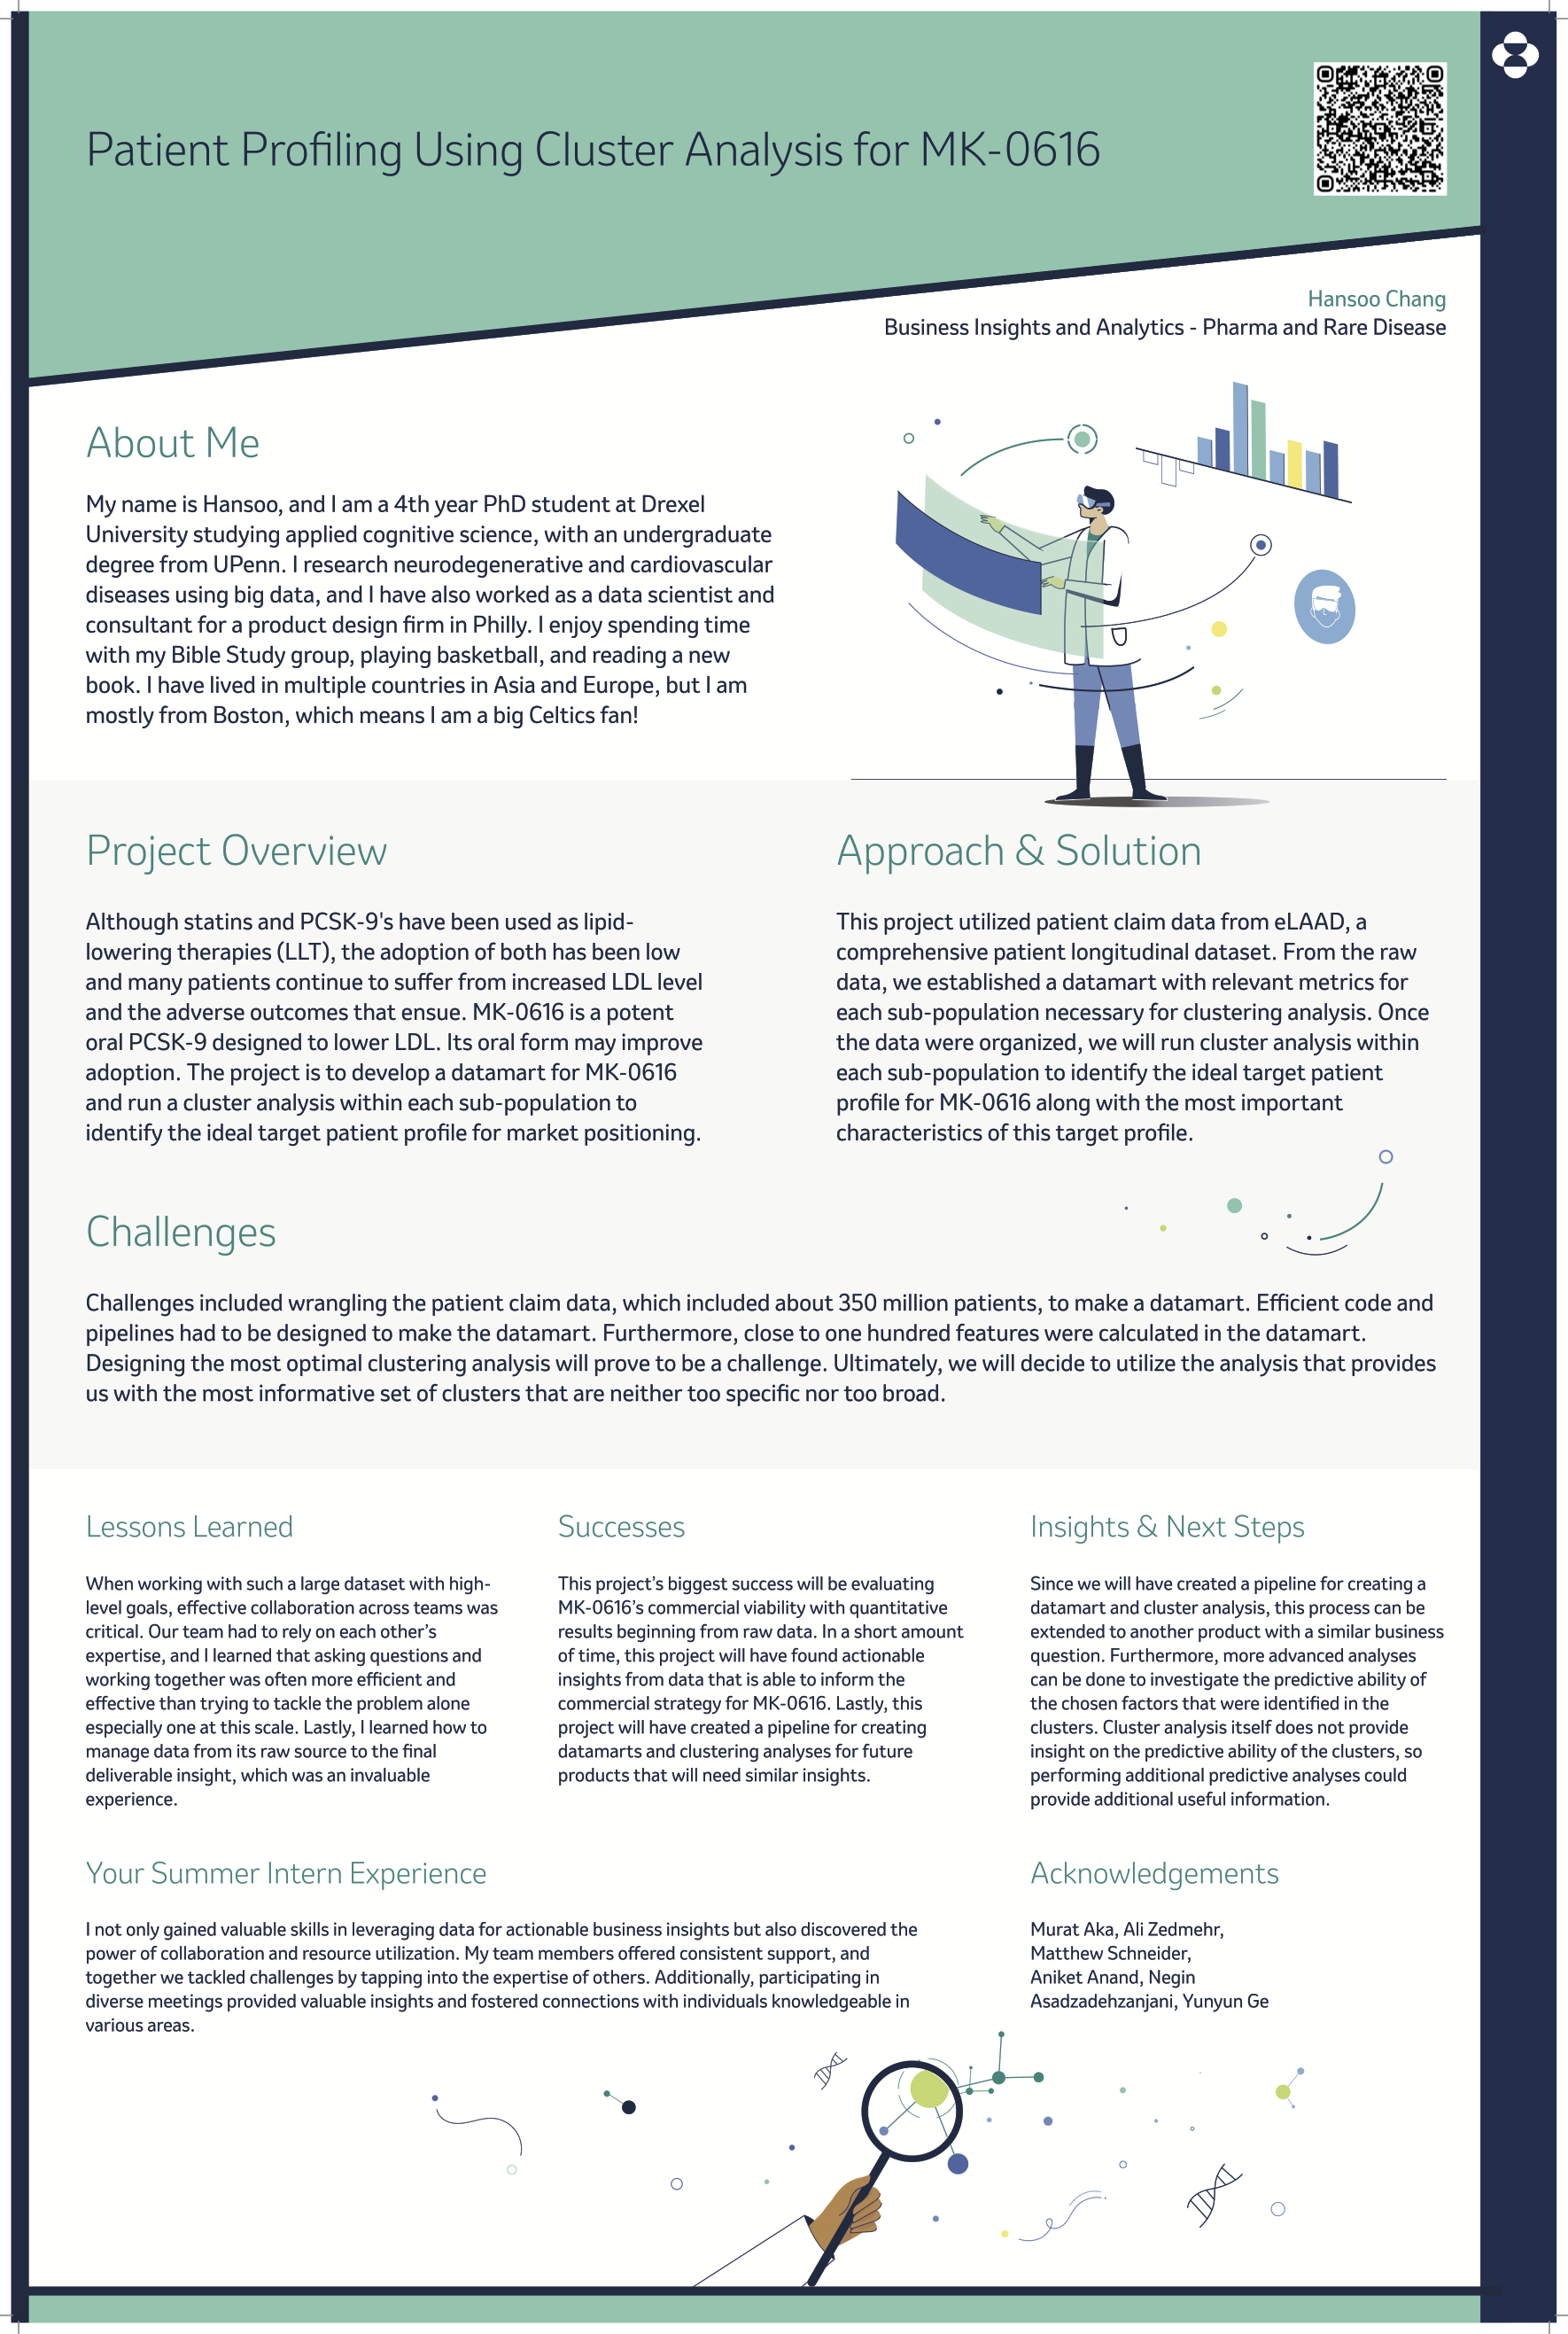 Patient Profiling Using Cluster Analysis for MK-0616
Hansoo Chang
Business Insights and Analytics - Pharma and Rare Disease
About Me
My name is Hansoo, and I am a 4th year PhD student at Drexel
University studying applied cognitive science, with an undergraduate
degree from UPenn. I research neurodegenerative and cardiovascular
diseases using big data, and I have also worked as a data scientist and
consultant for a product design firm in Philly. I enjoy spending time
with my Bible Study group, playing basketball, and reading a new
book. I have lived in multiple countries in Asia and Europe, but I am
mostly from Boston, which means I am a big Celtics fan!
Project Overview
Although statins and PCSK-9's have been used as lipid-
lowering therapies (LLT), the adoption of both has been low
and many patients continue to suffer from increased LDL level
and the adverse outcomes that ensue. MK-0616 is a potent
oral PCSK-9 designed to lower LDL. Its oral form may improve
adoption. The project is to develop a datamart for MK-0616
and run a cluster analysis within each sub-population to
identify the ideal target patient profile for market positioning.
Approach & Solution
This project utilized patient claim data from eLAAD, a
comprehensive patient longitudinal dataset. From the raw
data, we established a datamart with relevant metrics for
each sub-population necessary for clustering analysis. Once
the data were organized, we will run cluster analysis within
each sub-population to identify the ideal target patient
profile for MK-0616 along with the most important
characteristics of this target profile.
Challenges
Challenges included wrangling the patient claim data, which included about 350 million patients, to make a datamart. Efficient code and
pipelines had to be designed to make the datamart. Furthermore, close to one hundred features were calculated in the datamart.
Designing the most optimal clustering analysis will prove to be a challenge. Ultimately, we will decide to utilize the analysis that provides
us with the most informative set of clusters that are neither too specific nor too broad.
Lessons Learned
When working with such a large dataset with high-
level goals, effective collaboration across teams was
critical. Our team had to rely on each other's
expertise, and I learned that asking questions and
working together was often more efficient and
effective than trying to tackle the problem alone
especially one at this scale. Lastly, I learned how to
manage data from its raw source to the final
deliverable insight, which was an invaluable
experience.
Successes
This project's biggest success will be evaluating
MK-0616's commercial viability with quantitative
results beginning from raw data. In a short amount
of time, this project will have found actionable
insights from data that is able to inform the
commercial strategy for MK-0616. Lastly, this
project will have created a pipeline for creating
datamarts and clustering analyses for future
products that will need similar insights.
Insights & Next Steps
Since we will have created a pipeline for creating a
datamart and cluster analysis, this process can be
extended to another product with a similar business
question. Furthermore, more advanced analyses
can be done to investigate the predictive ability of
the chosen factors that were identified in the
clusters. Cluster analysis itself does not provide
insight on the predictive ability of the clusters, so
performing additional predictive analyses could
provide additional useful information.
Your Summer Intern Experience
I not only gained valuable skills in leveraging data for actionable business insights but also discovered the
power of collaboration and resource utilization. My team members offered consistent support, and
together we tackled challenges by tapping into the expertise of others. Additionally, participating in
diverse meetings provided valuable insights and fostered connections with individuals knowledgeable in
various areas.
Acknowledgements
Murat Aka, Ali Zedmehr,
Matthew Schneider,
Aniket Anand, Negin
Asadzadehzanjani, Yunyun Ge